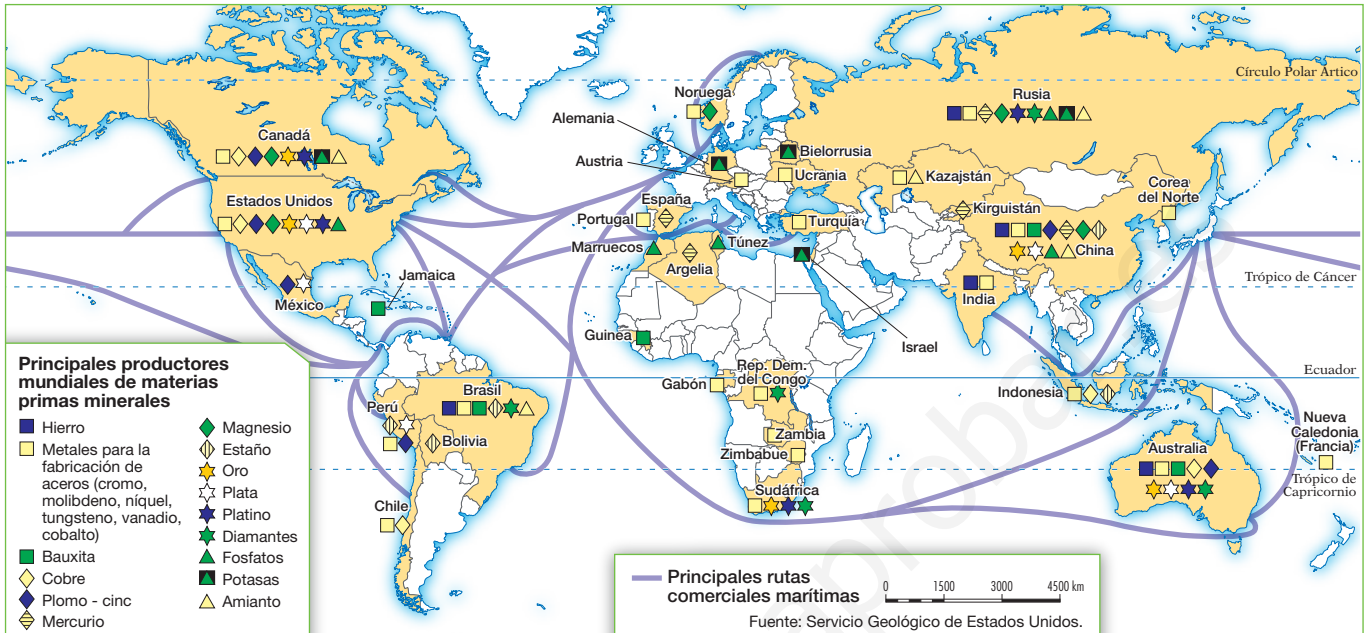 Círculo Polar Ártico
Rusia
Noruega
Alemania
Canadá
Bielorrusia
Austria
Ucrania
Kazajstán
Corea
del Norte
España
Kirguistán
Estados Unidos
Portugal
Turquía
Marruecos
Túnez
China
Argelia
Jamaica
Trópico de Cáncer
México
India
Guinea
Israel
Ecuador
Rep. Dem.
del Congo
Gabón
Indonesia
Brasil
Perú
Bolivia
Zambia
Zimbabue
Nueva
Caledonia
(Francia)
Australia
Trópico de
Capricornio
Sudáfrica
Chile
Principales productores
mundiales de materias
primas minerales
Hierro
Metales para la
fabricación de
aceros (cromo,
molibdeno, níquel,
tungsteno, vanadio,
cobalto)
Bauxita
Cobre
Plomo - cinc
Mercurio
Magnesio
Estaño
Oro
Plata
Platino
Diamantes
Fosfatos
Potasas
Amianto
Principales rutas
comerciales marítimas
0 1500 3000 4500 km
Fuente: Servicio Geológico de Estados Unidos.